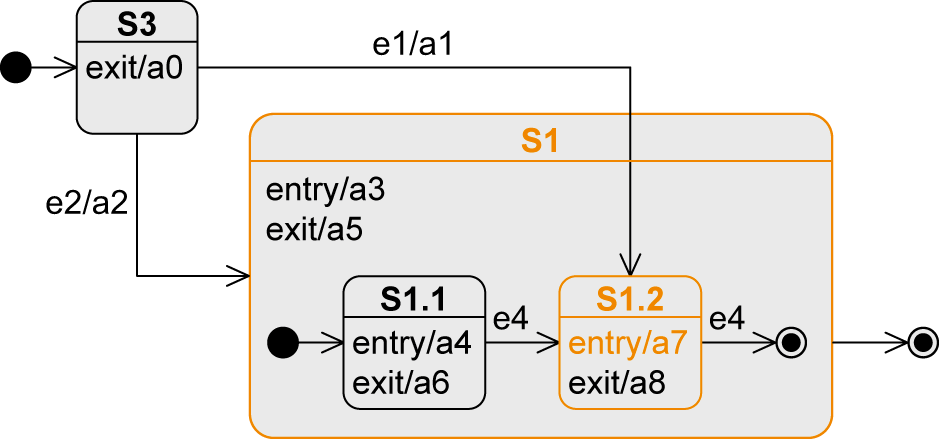 S3
exit/a0
e1/a1
e2/a2
S1
entry/a3
exit/a5
S1.1
entry/a4
exit/a6
e4
S1.2
entry/a7
exit/a8
e4